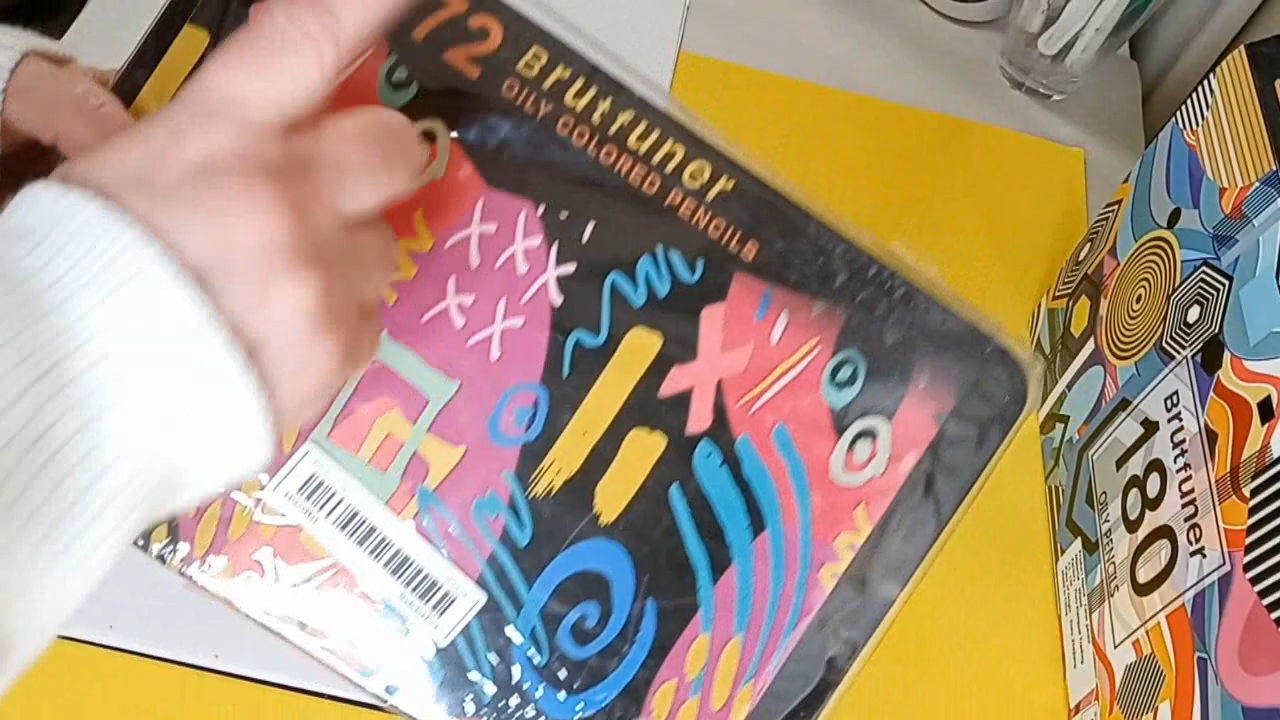 72
Brutfuner
OILY COLORED PENCILS
Brutfuner
180
OILY PENCILS